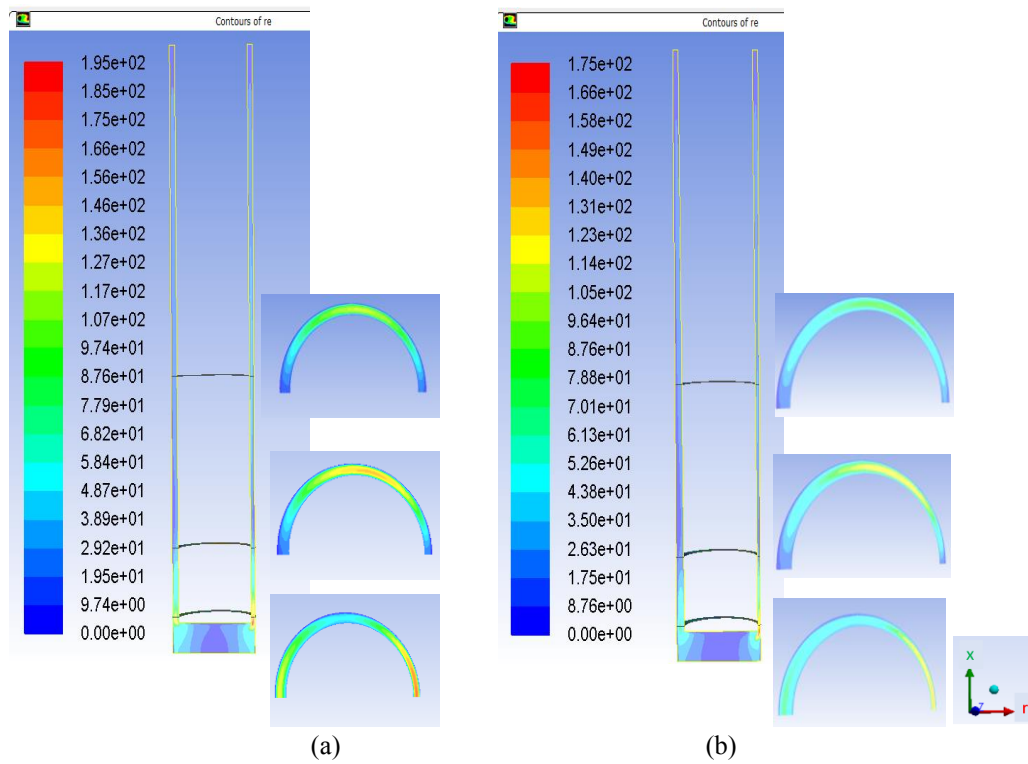 Contours of re
1.95e+02
1.85e+02
1.75e+02
1.66e+02
1.56e+02
1.46e+02
1.36e+02
1.27e+02
1.17e+02
1.07e+02
9.74e+01
8.76e+01
7.79e+01
6.82e+01
5.84e+01
4.87e+01
3.89e+01
2.92e+01
1.95e+01
9.74e+00
0.00e+00
(a)
Contours of re
1.75e+02
1.66e+02
1.58e+02
1.49e+02
1.40e+02
1.31e+02
1.23e+02
1.14e+02
1.05e+02
9.64e+01
8.76e+01
7.88e+01
7.01e+01
6.13e+01
5.26e+01
4.38e+01
3.50e+01
2.63e+01
1.75e+01
8.76e+00
0.00e+00
x
z
r
(b)